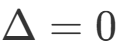 Δ = 0